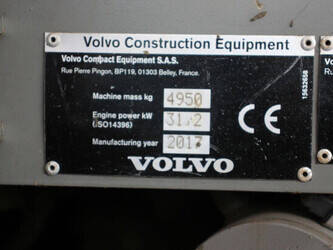 Volvo Construction Equipment
Volvo Compact Equipment S.A.S.
Rue Pierre Pingon, BP119, 01303 Belley, France.
Machine mass kg 4950
Engine power kW 31.2
(ISO14396)
Manufacturing year 2017
CE
VOLVO
15632658